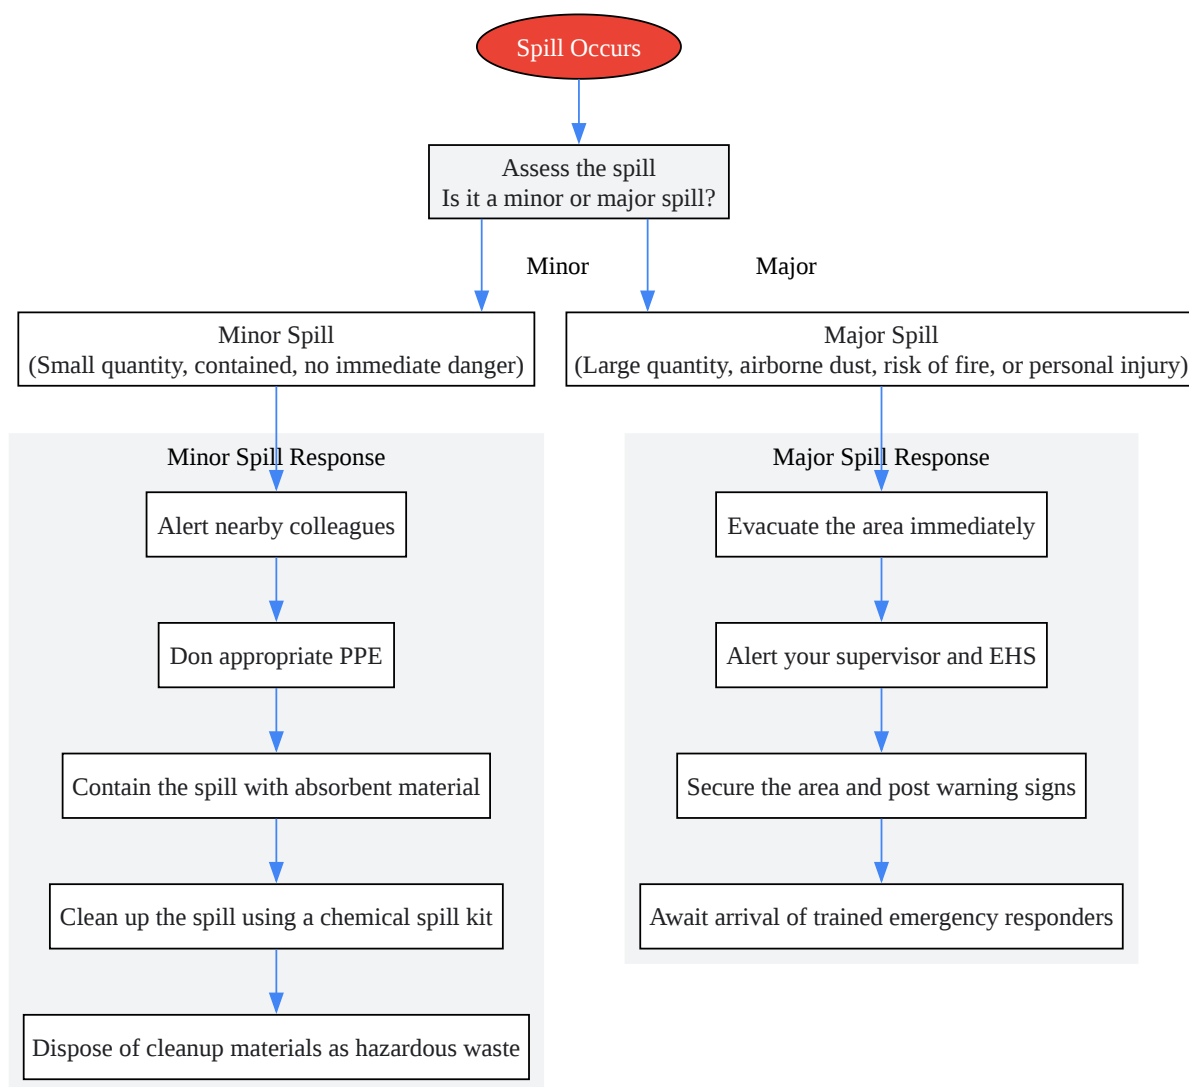 Spill Occurs
Assess the spill
Is it a minor or major spill?
Minor
Major
Minor Spill
(Small quantity, contained, no immediate danger)
Major Spill
(Large quantity, airborne dust, risk of fire, or personal injury)
Minor Spill Response
Alert nearby colleagues
Don appropriate PPE
Contain the spill with absorbent material
Clean up the spill using a chemical spill kit
Dispose of cleanup materials as hazardous waste
Major Spill Response
Evacuate the area immediately
Alert your supervisor and EHS
Secure the area and post warning signs
Await arrival of trained emergency responders